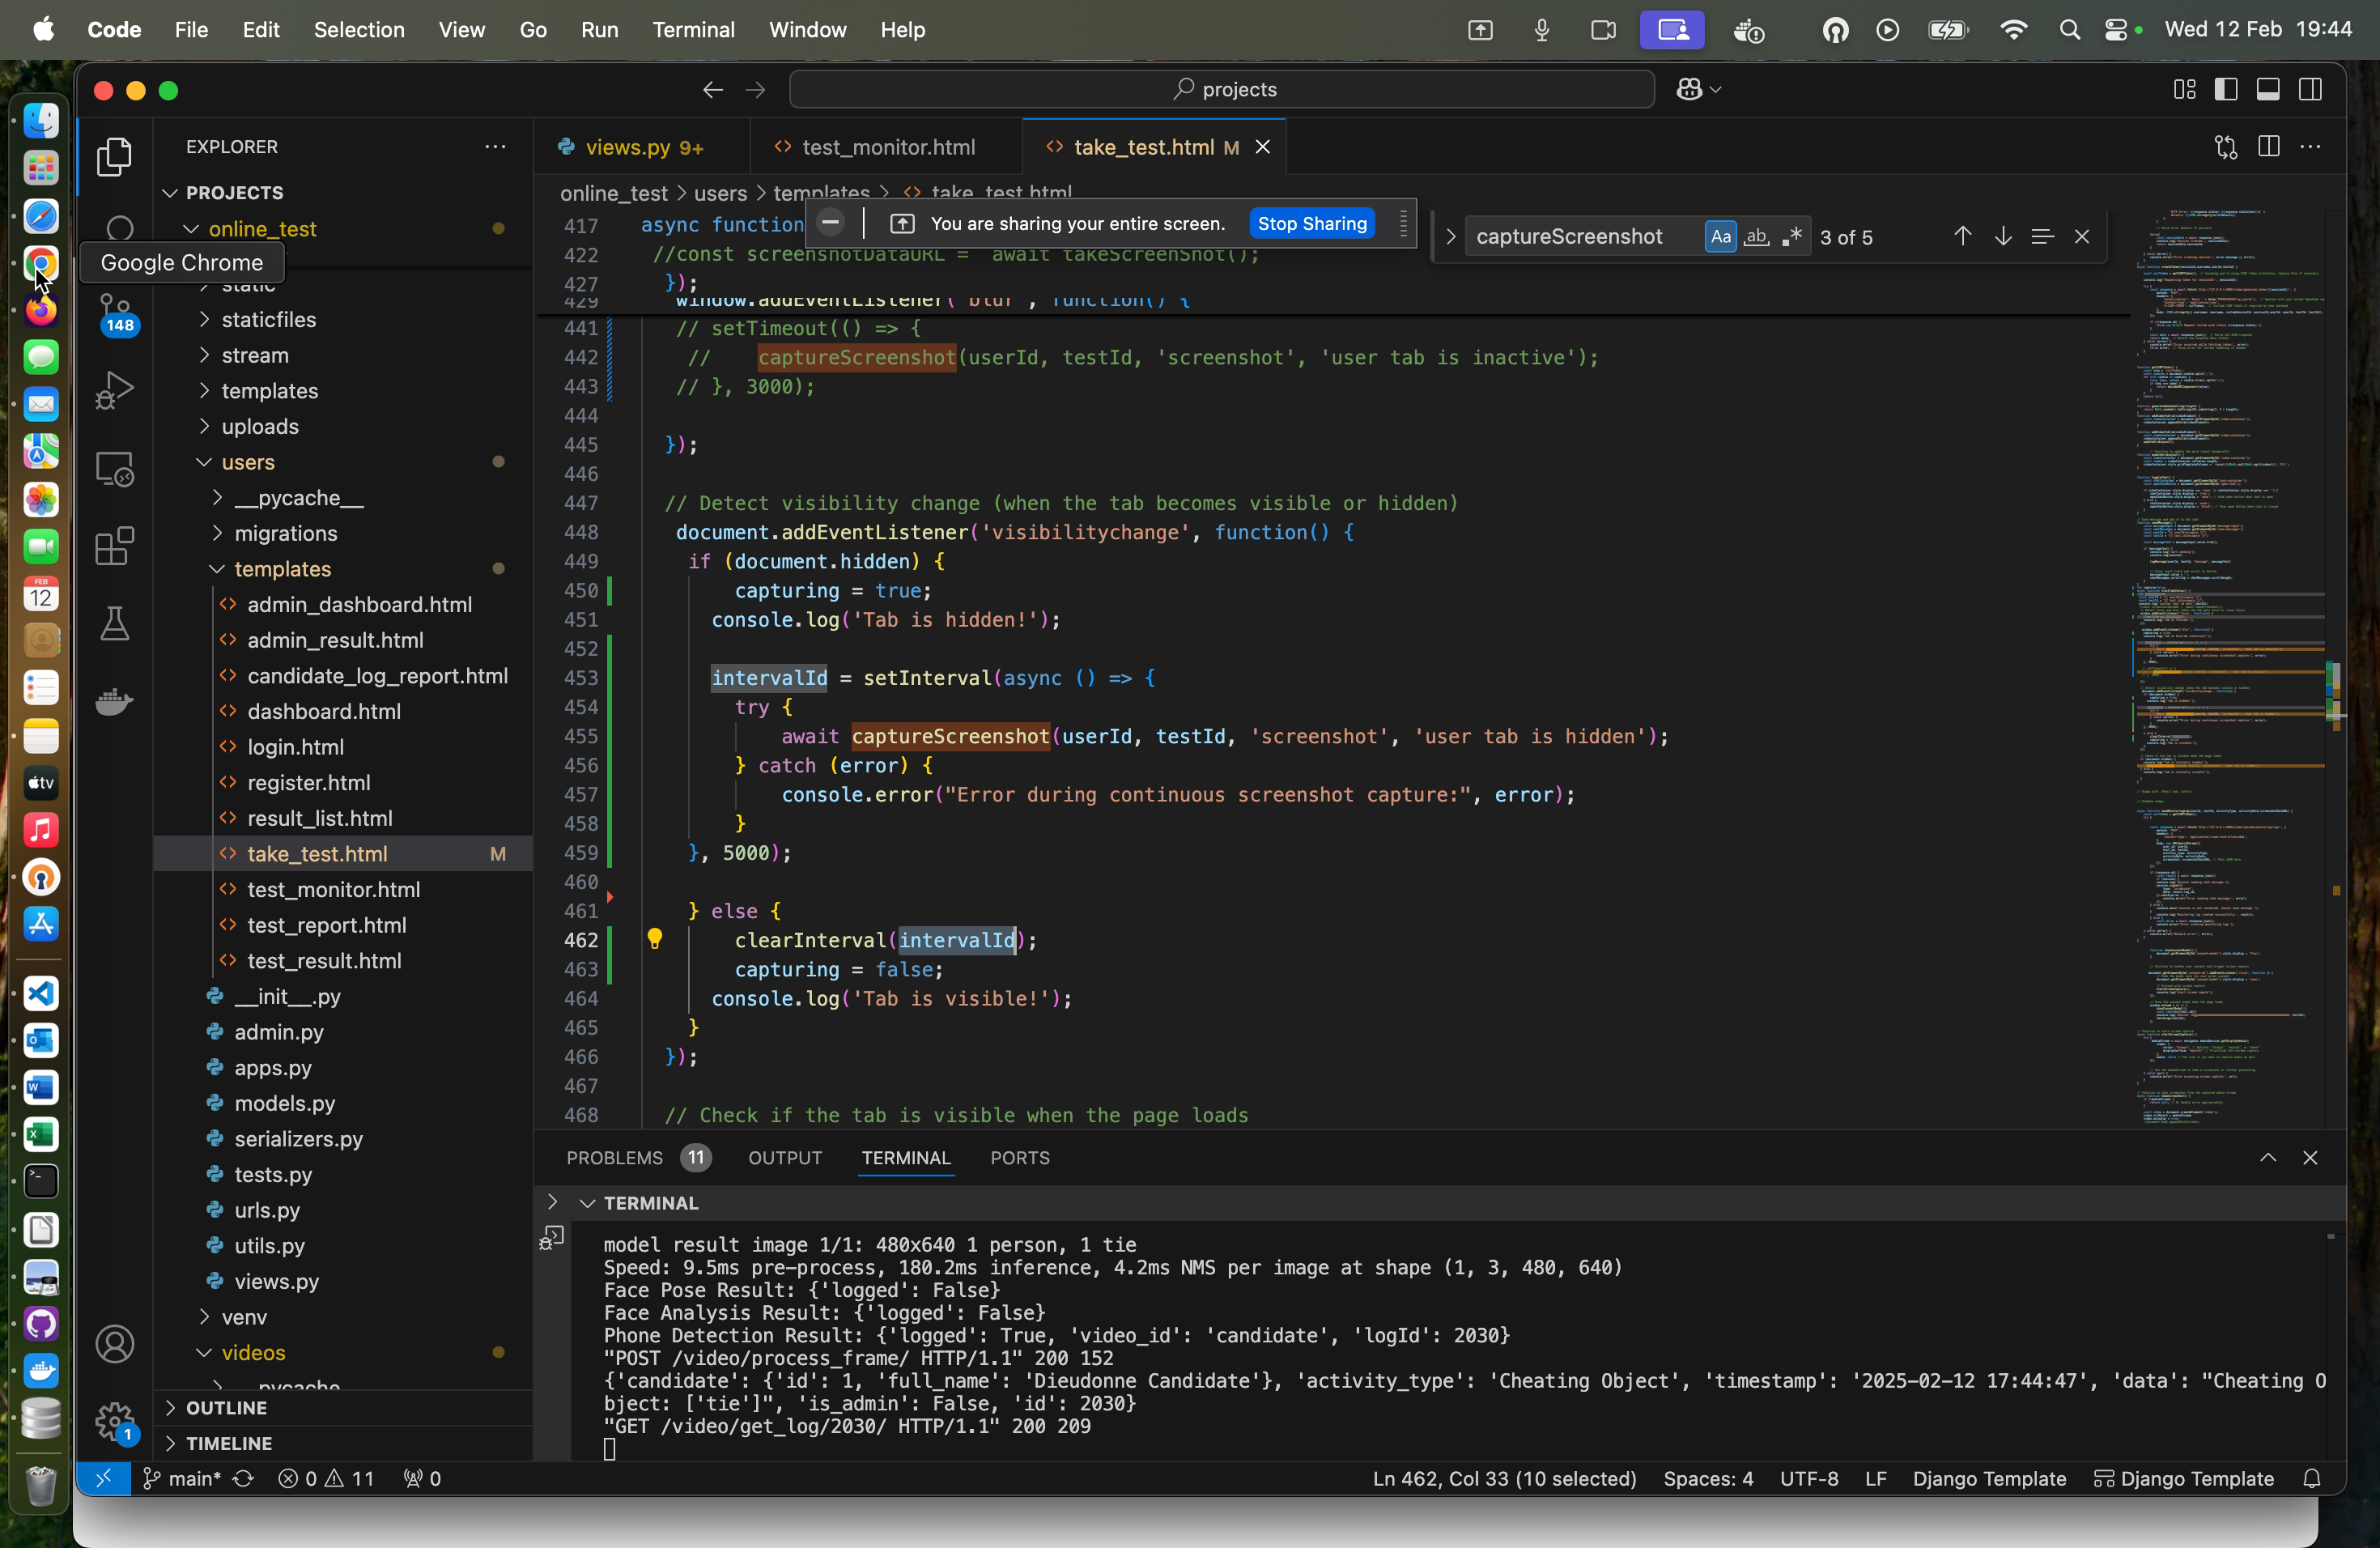 Code File Edit Selection View Go Run Terminal Window Help Wed 12 Feb 19:44
projects
EXPLORER
PROJECTS
online_test
Google Chrome
static
staticfiles
stream
templates
uploads
users
__pycache__
migrations
templates
admin_dashboard.html
admin_result.html
candidate_log_report.html
dashboard.html
login.html
register.html
result_list.html
take_test.html M
test_monitor.html
test_report.html
test_result.html
__init__.py
admin.py
apps.py
models.py
serializers.py
tests.py
urls.py
utils.py
views.py
venv
videos
__pycache__
OUTLINE
TIMELINE
148
1
FEB
12
tv
views.py 9+ test_monitor.html take_test.html M
online_test > users > templates > take_test.html
You are sharing your entire screen. Stop Sharing
captureScreenshot Aa ab 3 of 5
417 async function
422 //const screenshotDataURL = await takeScreenShot();
427 });
429 window.addEventListener('blur', function() {
441 // setTimeout(() => {
442 // captureScreenshot(userId, testId, 'screenshot', 'user tab is inactive');
443 // }, 3000);
444
445 });
446
447 // Detect visibility change (when the tab becomes visible or hidden)
448 document.addEventListener('visibilitychange', function() {
449 if (document.hidden) {
450 capturing = true;
451 console.log('Tab is hidden!');
452
453 intervalId = setInterval(async () => {
454 try {
455 await captureScreenshot(userId, testId, 'screenshot', 'user tab is hidden');
456 } catch (error) {
457 console.error("Error during continuous screenshot capture:", error);
458 }
459 }, 5000);
460
461 } else {
462 clearInterval(intervalId);
463 capturing = false;
464 console.log('Tab is visible!');
465 }
466 });
467
468 // Check if the tab is visible when the page loads
PROBLEMS 11 OUTPUT TERMINAL PORTS
TERMINAL
model result image 1/1: 480x640 1 person, 1 tie
Speed: 9.5ms pre-process, 180.2ms inference, 4.2ms NMS per image at shape (1, 3, 480, 640)
Face Pose Result: {'logged': False}
Face Analysis Result: {'logged': False}
Phone Detection Result: {'logged': True, 'video_id': 'candidate', 'logId': 2030}
"POST /video/process_frame/ HTTP/1.1" 200 152
{'candidate': {'id': 1, 'full_name': 'Dieudonne Candidate'}, 'activity_type': 'Cheating Object', 'timestamp': '2025-02-12 17:44:47', 'data': "Cheating O
bject: ['tie']", 'is_admin': False, 'id': 2030}
"GET /video/get_log/2030/ HTTP/1.1" 200 209
main* 0 11 0 Ln 462, Col 33 (10 selected) Spaces: 4 UTF-8 LF Django Template Django Template